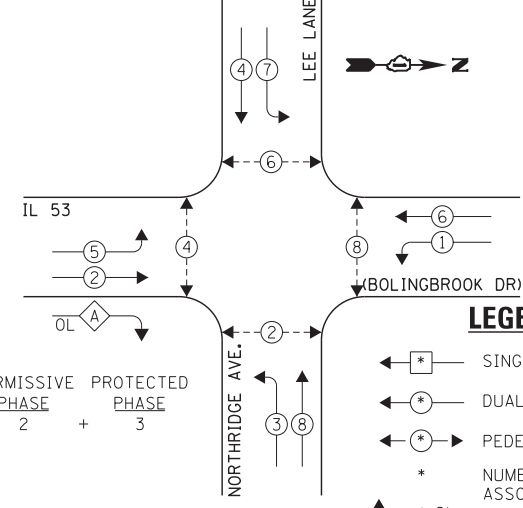 LEE LANE
4 7
N
6
IL 53
6
5
4
8
1
2
(BOLINGBROOK DR)
A
OL
2
LEGE
NORTHRIDGE AVE.
* SING
RMISSIVE PROTECTED
PHASE PHASE
2 + 3
* DUAL
3 8
* PEDE
* NUMB
ASSO